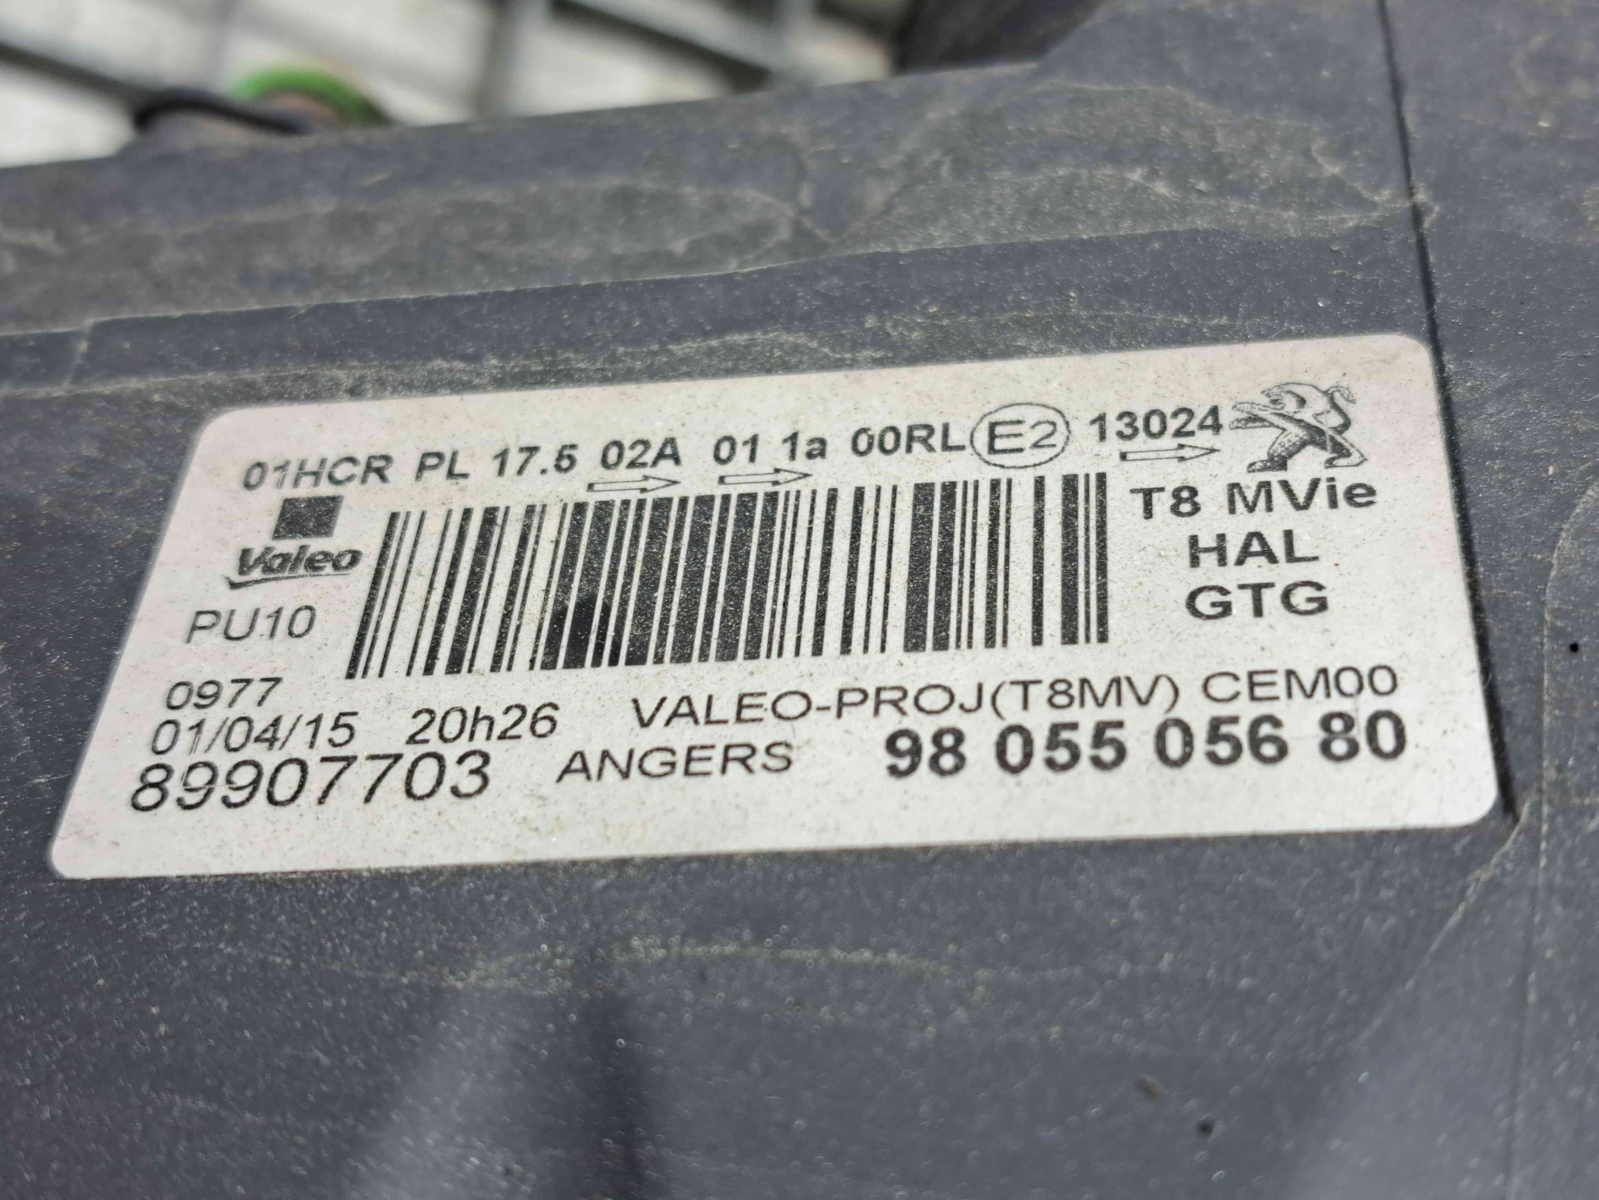 01HCR PL 17.5 02A 01 1a 00RL E2 13024
Valeo
T8 MVie
HAL
GTG
PU10
0977
01/04/15 20h26 VALEO-PROJ(T8MV) CEM00
89907703 ANGERS 98 055 056 80